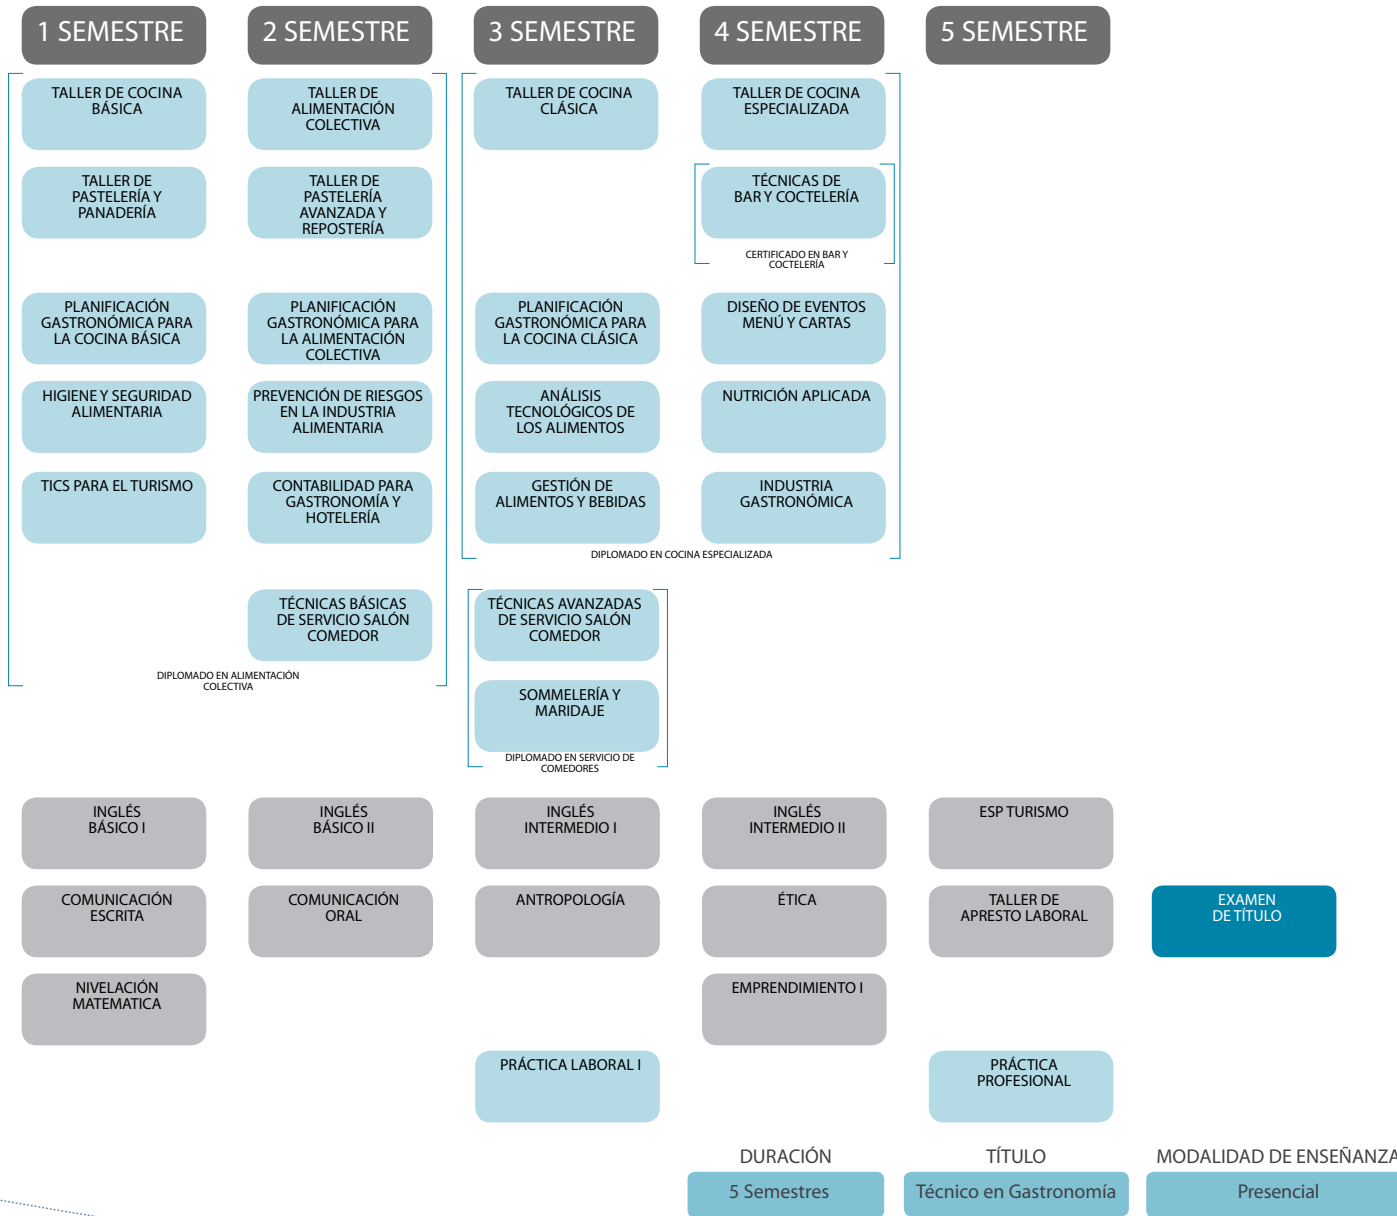 1 SEMESTRE
2 SEMESTRE
3 SEMESTRE
4 SEMESTRE
5 SEMESTRE
TALLER DE COCINA
BÁSICA
TALLER DE
ALIMENTACIÓN
COLECTIVA
TALLER DE COCINA
CLÁSICA
TALLER DE COCINA
ESPECIALIZADA
TALLER DE
PASTELERÍA Y
PANADERÍA
TALLER DE
PASTELERÍA
AVANZADA Y
REPOSTERÍA
TÉCNICAS DE
BAR Y COCTELERÍA
CERTIFICADO EN BAR Y
COCTELERÍA
PLANIFICACIÓN
GASTRONÓMICA PARA
LA COCINA BÁSICA
PLANIFICACIÓN
GASTRONÓMICA PARA
LA ALIMENTACIÓN
COLECTIVA
PLANIFICACIÓN
GASTRONÓMICA PARA
LA COCINA CLÁSICA
DISEÑO DE EVENTOS
MENÚ Y CARTAS
HIGIENE Y SEGURIDAD
ALIMENTARIA
PREVENCIÓN DE RIESGOS
EN LA INDUSTRIA
ALIMENTARIA
ANÁLISIS
TECNOLÓGICOS DE
LOS ALIMENTOS
NUTRICIÓN APLICADA
TICS PARA EL TURISMO
CONTABILIDAD PARA
GASTRONOMÍA Y
HOTELERÍA
GESTIÓN DE
ALIMENTOS Y BEBIDAS
INDUSTRIA
GASTRONÓMICA
DIPLOMADO EN COCINA ESPECIALIZADA
TÉCNICAS BÁSICAS
DE SERVICIO SALÓN
COMEDOR
TÉCNICAS AVANZADAS
DE SERVICIO SALÓN
COMEDOR
DIPLOMADO EN ALIMENTACIÓN
COLECTIVA
SOMMELERÍA Y
MARIDAJE
DIPLOMADO EN SERVICIO DE
COMEDORES
INGLÉS
BÁSICO I
INGLÉS
BÁSICO II
INGLÉS
INTERMEDIO I
INGLÉS
INTERMEDIO II
ESP TURISMO
COMUNICACIÓN
ESCRITA
COMUNICACIÓN
ORAL
ANTROPOLOGÍA
ÉTICA
TALLER DE
APRESTO LABORAL
EXAMEN
DE TÍTULO
NIVELACIÓN
MATEMATICA
EMPRENDIMIENTO I
PRÁCTICA LABORAL I
PRÁCTICA
PROFESIONAL
DURACIÓN
TÍTULO
MODALIDAD DE ENSEÑANZA
5 Semestres
Técnico en Gastronomía
Presencial